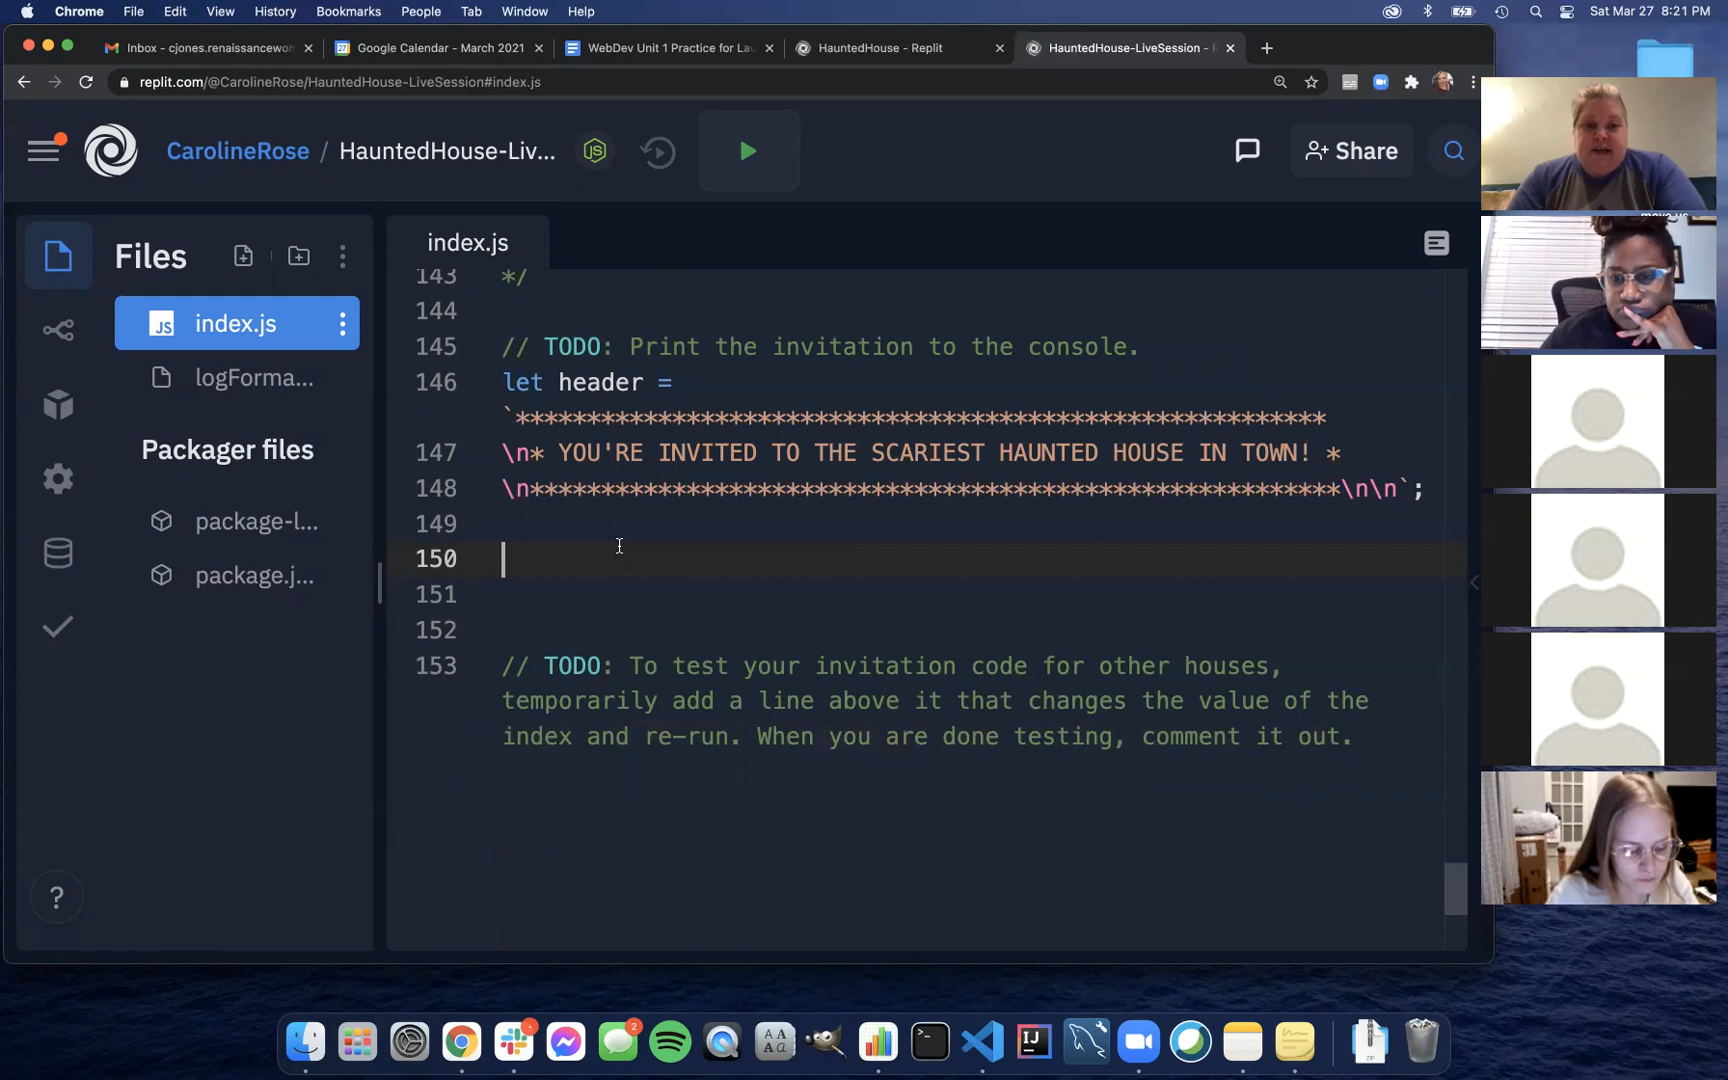 Chrome File Edit View History Bookmarks People Tab Window Help Sat Mar 27 8:21 PM
Inbox - cjones.renaissancewon Google Calendar - March 2021 WebDev Unit 1 Practice for Lau HauntedHouse - Replit HauntedHouse-LiveSession - R
replit.com/@CarolineRose/HauntedHouse-LiveSession#index.js
CarolineRose / HauntedHouse-Liv... Share
Files
index.js
JS index.js
logForma...
Packager files
package-l...
package.j...
143 */
144
145 // TODO: Print the invitation to the console.
146 let header =
`*********************************************************
147 \n* YOU'RE INVITED TO THE SCARIEST HAUNTED HOUSE IN TOWN! *
148 \n*********************************************************\n\n`;
149
150
151
152
153 // TODO: To test your invitation code for other houses,
temporarily add a line above it that changes the value of the
index and re-run. When you are done testing, comment it out.
?
2
IJ
ZIP